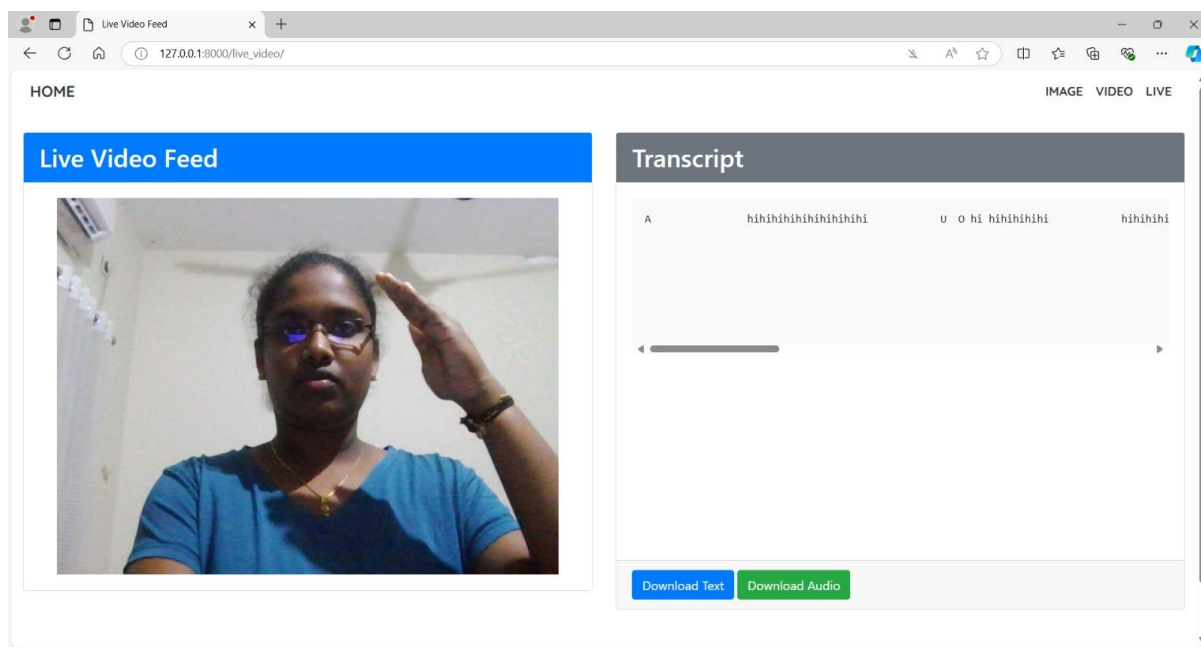 Live Video Feed
127.0.0.1:8000/live_video/
HOME IMAGE VIDEO LIVE
Live Video Feed
Transcript
A hihihihihihihihihihi U O hi hihihihihi hihihihi
Download Text Download Audio